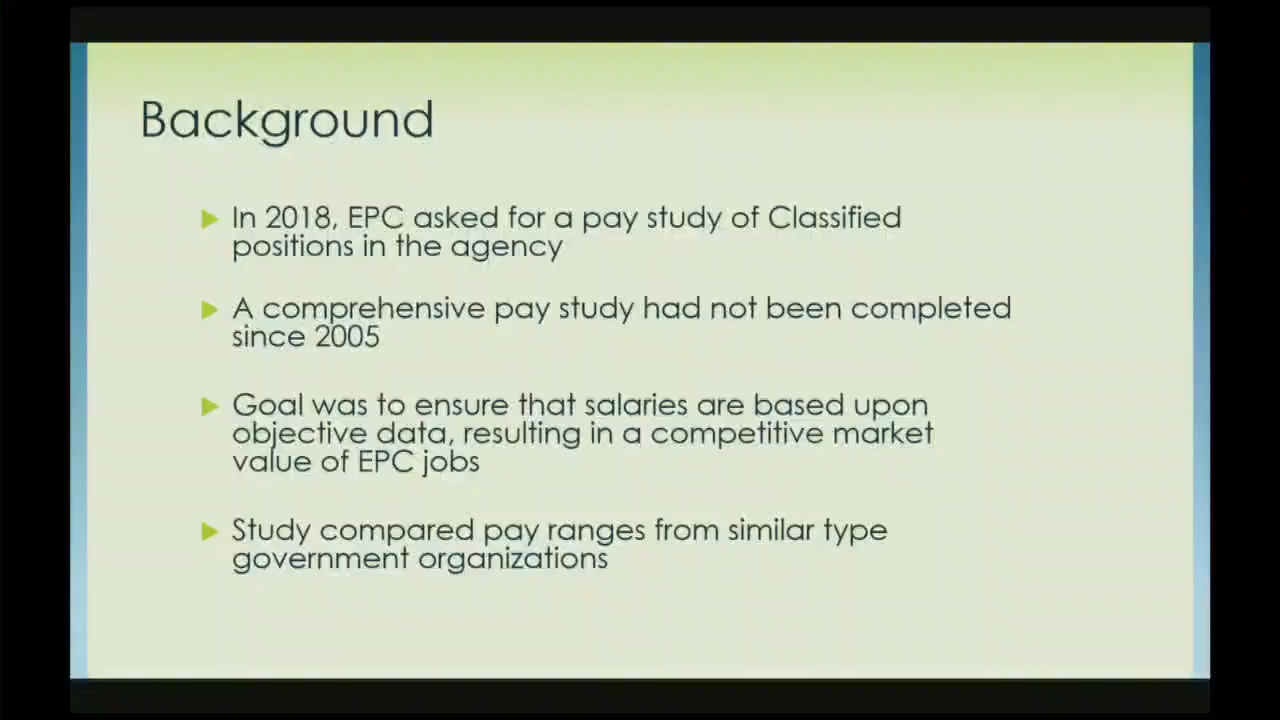 Background
In 2018, EPC asked for a pay study of Classified
positions in the agency
A comprehensive pay study had not been completed
since 2005
Goal was to ensure that salaries are based upon
objective data, resulting in a competitive market
value of EPC jobs
Study compared pay ranges from similar type
government organizations